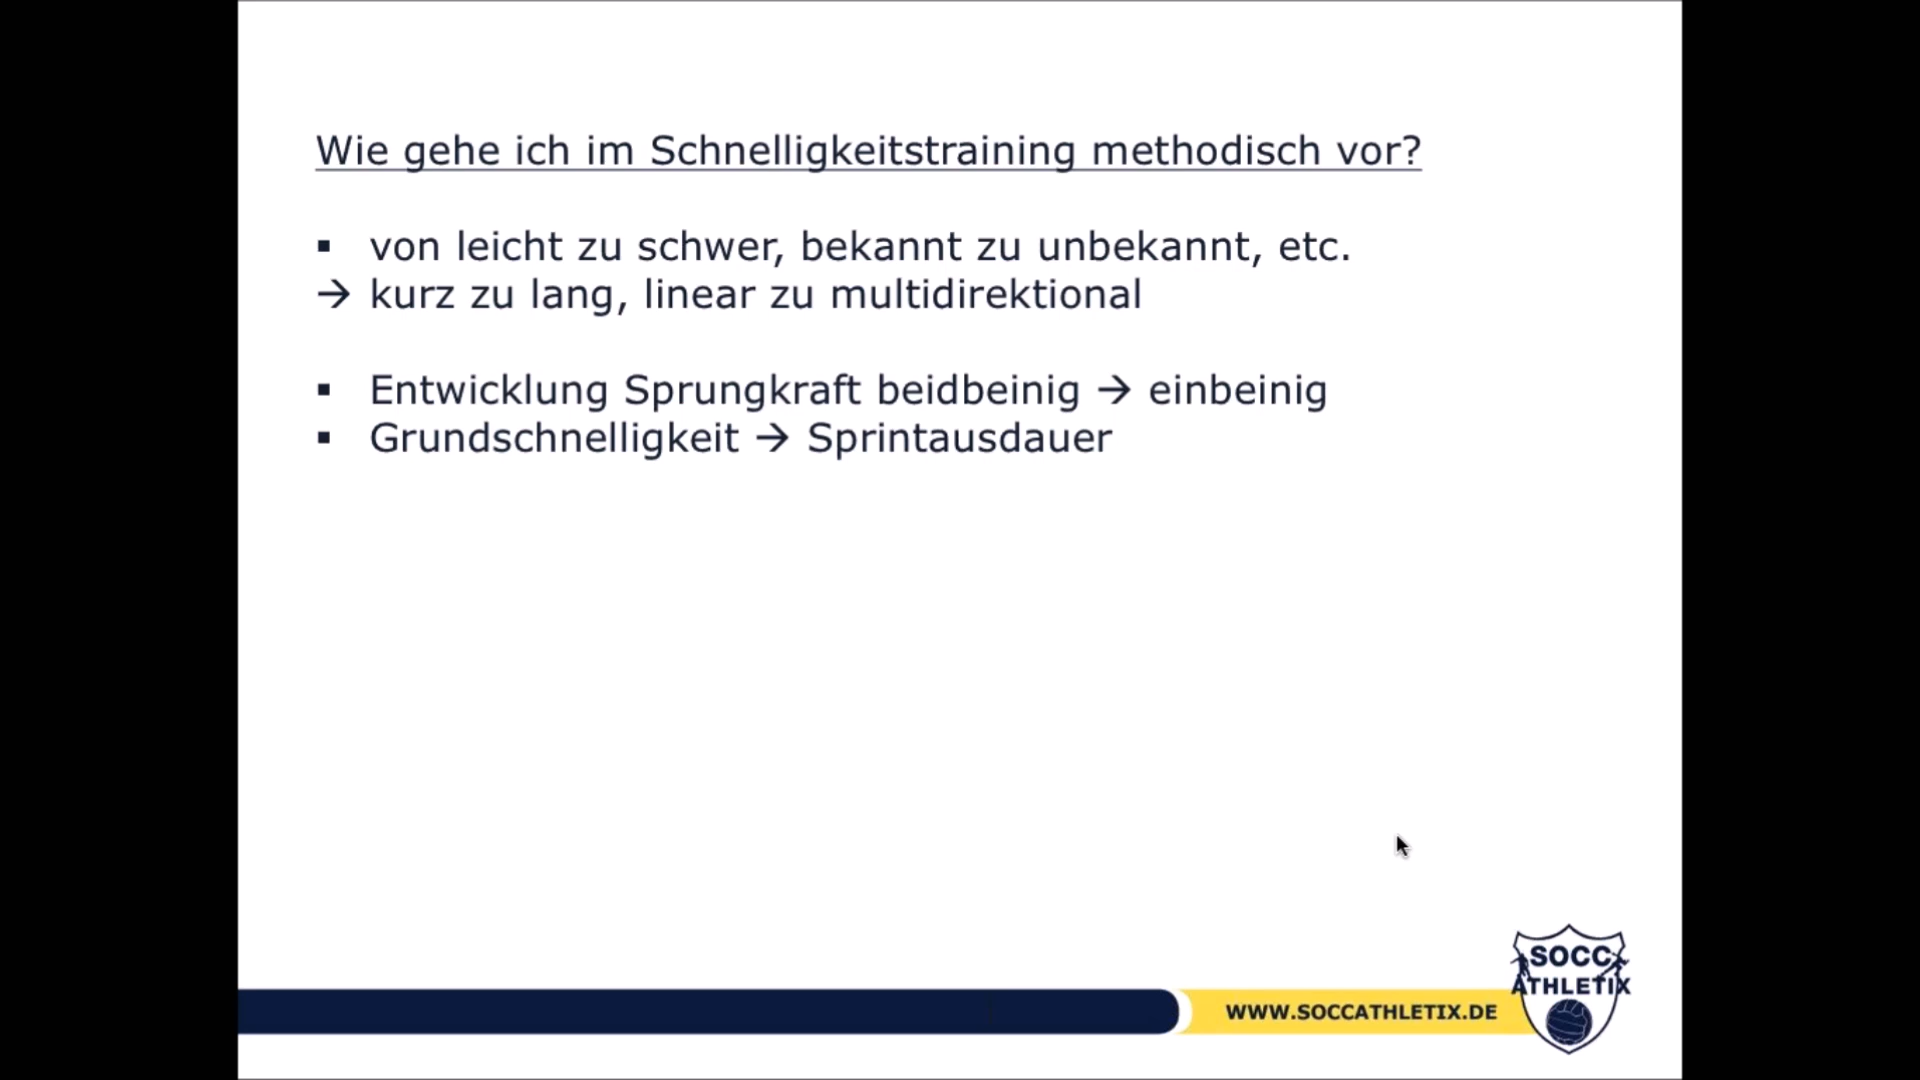 Wie gehe ich im Schnelligkeitstraining methodisch vor?
▪ von leicht zu schwer, bekannt zu unbekannt, etc.
→ kurz zu lang, linear zu multidirektional
▪ Entwicklung Sprungkraft beidbeinig → einbeinig
▪ Grundschnelligkeit → Sprintausdauer
WWW.SOCCATHLETIX.DE
SOCC
ATHLETIX